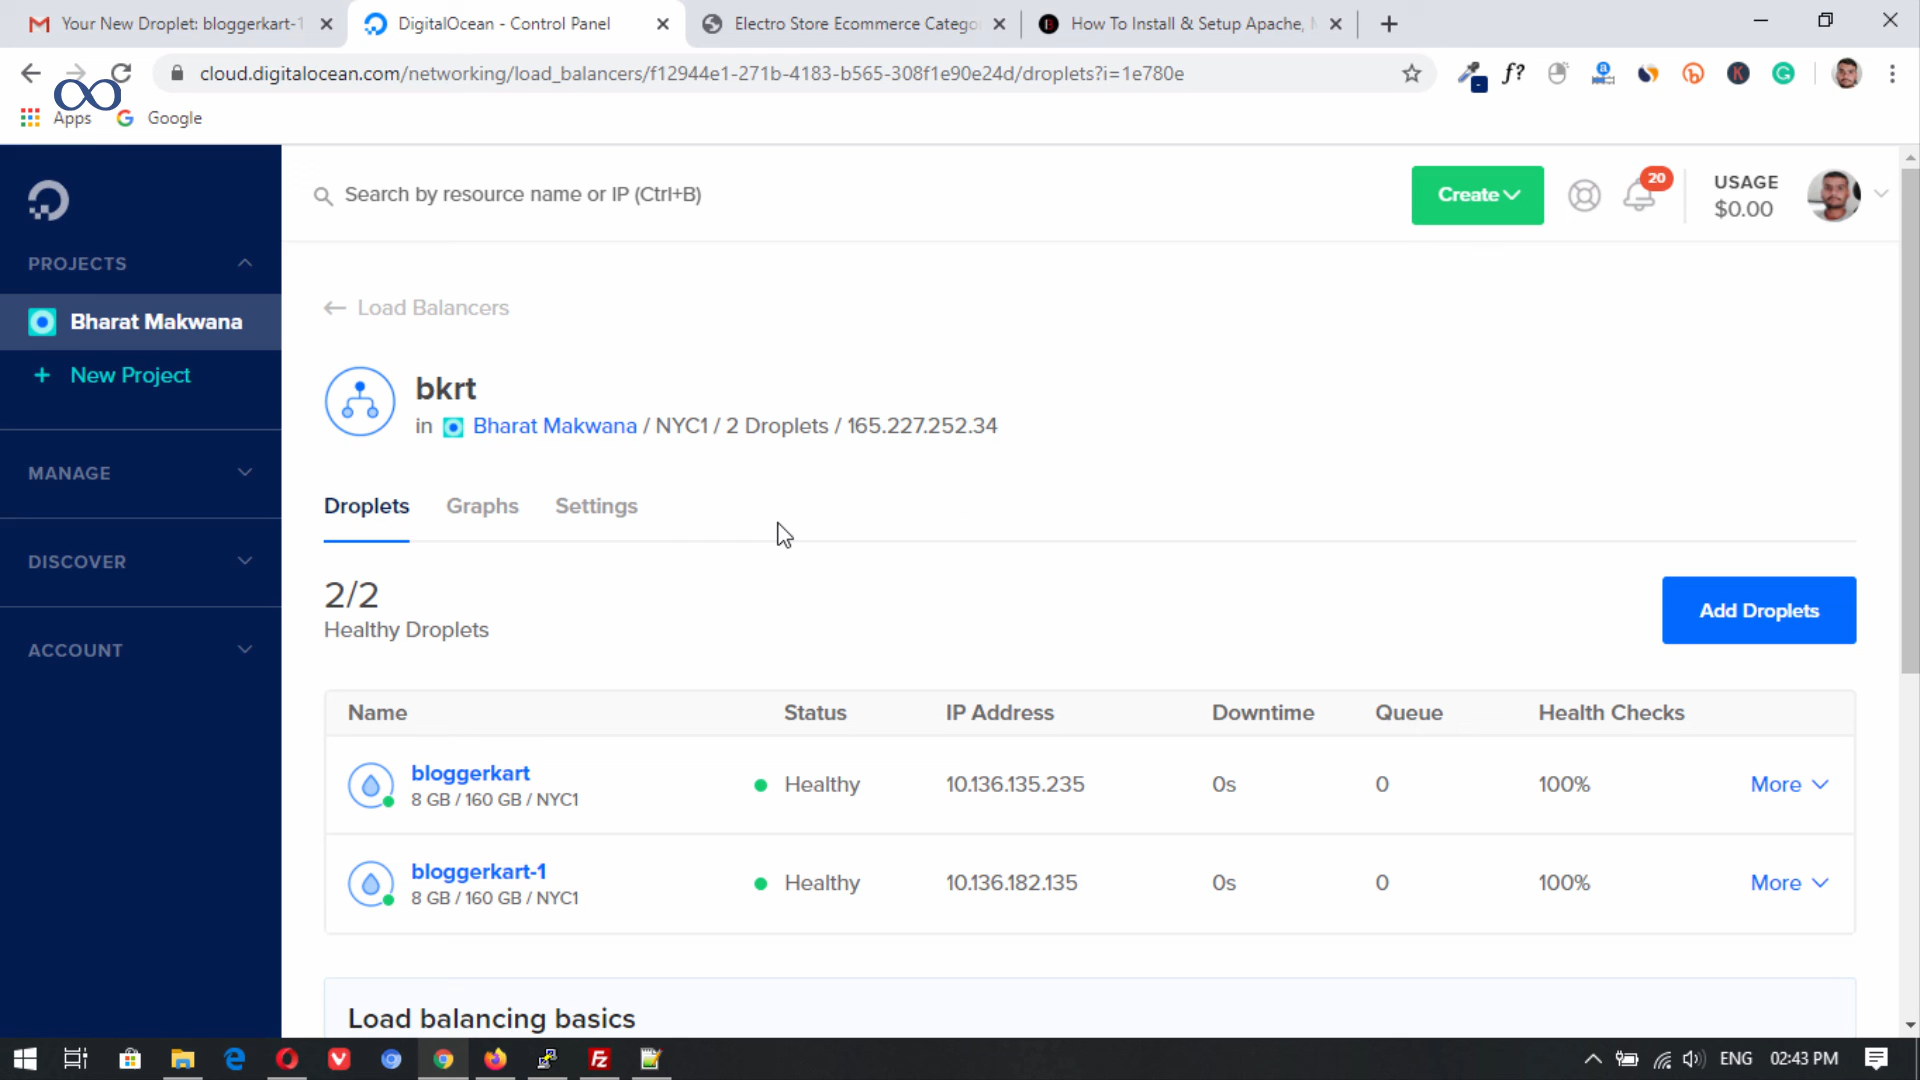 Your New Droplet: bloggerkart-1
DigitalOcean - Control Panel
Electro Store Ecommerce Catego
How To Install & Setup Apache,
cloud.digitalocean.com/networking/load_balancers/f12944e1-271b-4183-b565-308f1e90e24d/droplets?i=1e780e
f?
Apps
Google
Search by resource name or IP (Ctrl+B)
Create
20
USAGE
$0.00
PROJECTS
Bharat Makwana
+ New Project
MANAGE
DISCOVER
ACCOUNT
← Load Balancers
bkrt
in Bharat Makwana / NYC1 / 2 Droplets / 165.227.252.34
Droplets Graphs Settings
2/2
Healthy Droplets
Add Droplets
Name Status IP Address Downtime Queue Health Checks
bloggerkart
8 GB / 160 GB / NYC1
Healthy 10.136.135.235 0s 0 100% More
bloggerkart-1
8 GB / 160 GB / NYC1
Healthy 10.136.182.135 0s 0 100% More
Load balancing basics
ENG 02:43 PM